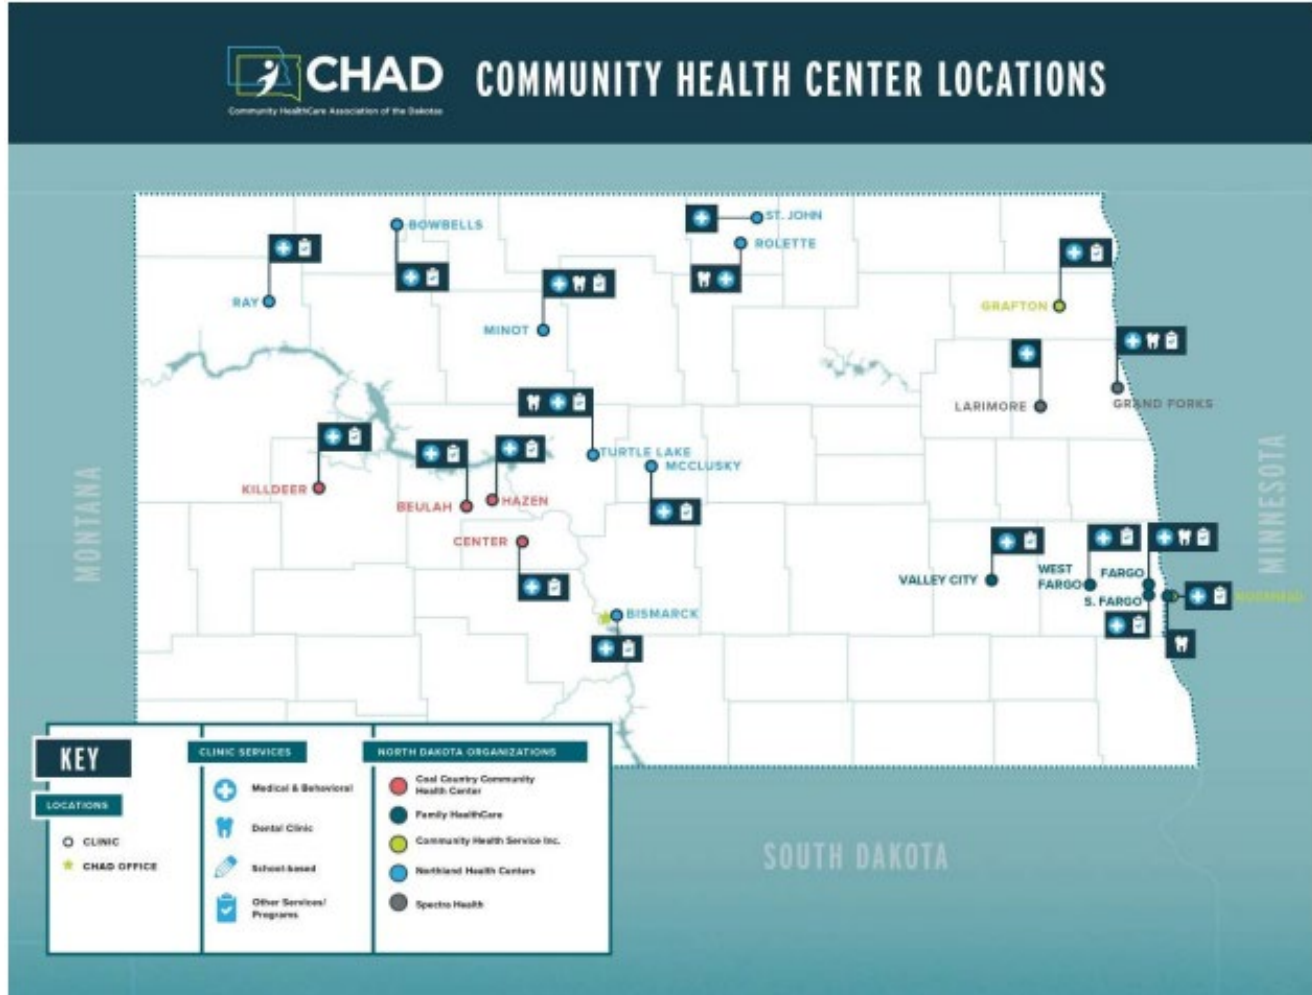 CHAD
Community HealthCare Association of the Dakotas
COMMUNITY HEALTH CENTER LOCATIONS
BOWBELLS
ST. JOHN
ROLETTE
RAY
MINOT
GRAFTON
LARIMORE
GRAND FORKS
TURTLE LAKE
MCCLUSKY
KILLDEER
BEULAH
HAZEN
CENTER
BISMARCK
VALLEY CITY
WEST
FARGO
FARGO
S. FARGO
MONTANA
MINNESOTA
SOUTH DAKOTA
KEY
LOCATIONS
CLINIC
CHAD OFFICE
CLINIC SERVICES
Medical & Behavioral
Dental Clinic
School-based
Other Services/
Programs
NORTH DAKOTA ORGANIZATIONS
Coal Country Community
Health Center
Family HealthCare
Community Health Service Inc.
Northland Health Centers
Spectra Health